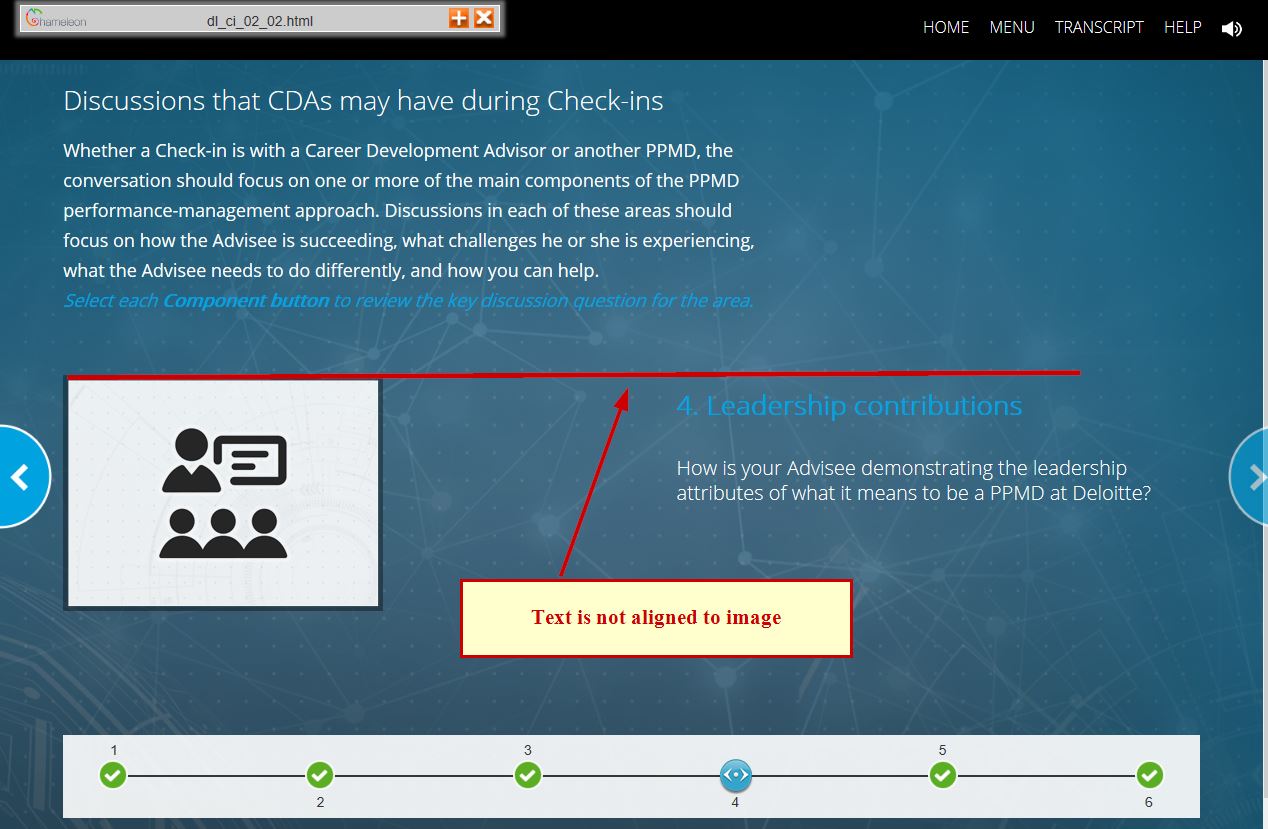 Chameleon
dl_ci_02_02.html
HOME MENU TRANSCRIPT HELP
Discussions that CDAs may have during Check-ins
Whether a Check-in is with a Career Development Advisor or another PPMD, the
conversation should focus on one or more of the main components of the PPMD
performance-management approach. Discussions in each of these areas should
focus on how the Advisee is succeeding, what challenges he or she is experiencing,
what the Advisee needs to do differently, and how you can help.
Select each Component button to review the key discussion question for the area.
4. Leadership contributions
How is your Advisee demonstrating the leadership
attributes of what it means to be a PPMD at Deloitte?
Text is not aligned to image
1
2
3
4
5
6